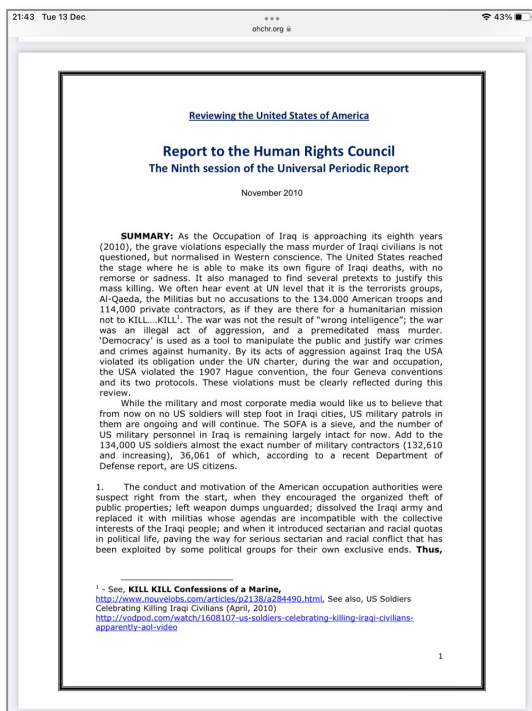 21:43 Tue 13 Dec
43%
ohchr.org
Reviewing the United States of America
Report to the Human Rights Council
The Ninth session of the Universal Periodic Report
November 2010
SUMMARY: As the Occupation of Iraq is approaching its eighth years
(2010), the grave violations especially the mass murder of Iraqi civilians is not
questioned, but normalised in Western conscience. The United States reached
the stage where he is able to make its own figure of Iraqi deaths, with no
remorse or sadness. It also managed to find several pretexts to justify this
mass killing. We often hear event at UN level that it is the terrorists groups,
Al-Qaeda, the Militias but no accusations to the 134.000 American troops and
114,000 private contractors, as if they are there for a humanitarian mission
not to KILL....KILL¹. The war was not the result of "wrong intelligence"; the war
was an illegal act of aggression, and a premeditated mass murder.
'Democracy' is used as a tool to manipulate the public and justify war crimes
and crimes against humanity. By its acts of aggression against Iraq the USA
violated its obligation under the UN charter, during the war and occupation,
the USA violated the 1907 Hague convention, the four Geneva conventions
and its two protocols. These violations must be clearly reflected during this
review.
While the military and most corporate media would like us to believe that
from now on no US soldiers will step foot in Iraqi cities, US military patrols in
them are ongoing and will continue. The SOFA is a sieve, and the number of
US military personnel in Iraq is remaining largely intact for now. Add to the
134,000 US soldiers almost the exact number of military contractors (132,610
and increasing), 36,061 of which, according to a recent Department of
Defense report, are US citizens.
1. The conduct and motivation of the American occupation authorities were
suspect right from the start, when they encouraged the organized theft of
public properties; left weapon dumps unguarded; dissolved the Iraqi army and
replaced it with militias whose agendas are incompatible with the collective
interests of the Iraqi people; and when it introduced sectarian and racial quotas
in political life, paving the way for serious sectarian and racial conflict that has
been exploited by some political groups for their own exclusive ends. Thus,
¹ - See, KILL KILL Confessions of a Marine,
http://www.nouvelobs.com/articles/p2138/a284490.html, See also, US Soldiers
Celebrating Killing Iraqi Civilians (April, 2010)
http://vodpod.com/watch/1608107-us-soldiers-celebrating-killing-iraqi-civilians-
apparently-aol-video
1